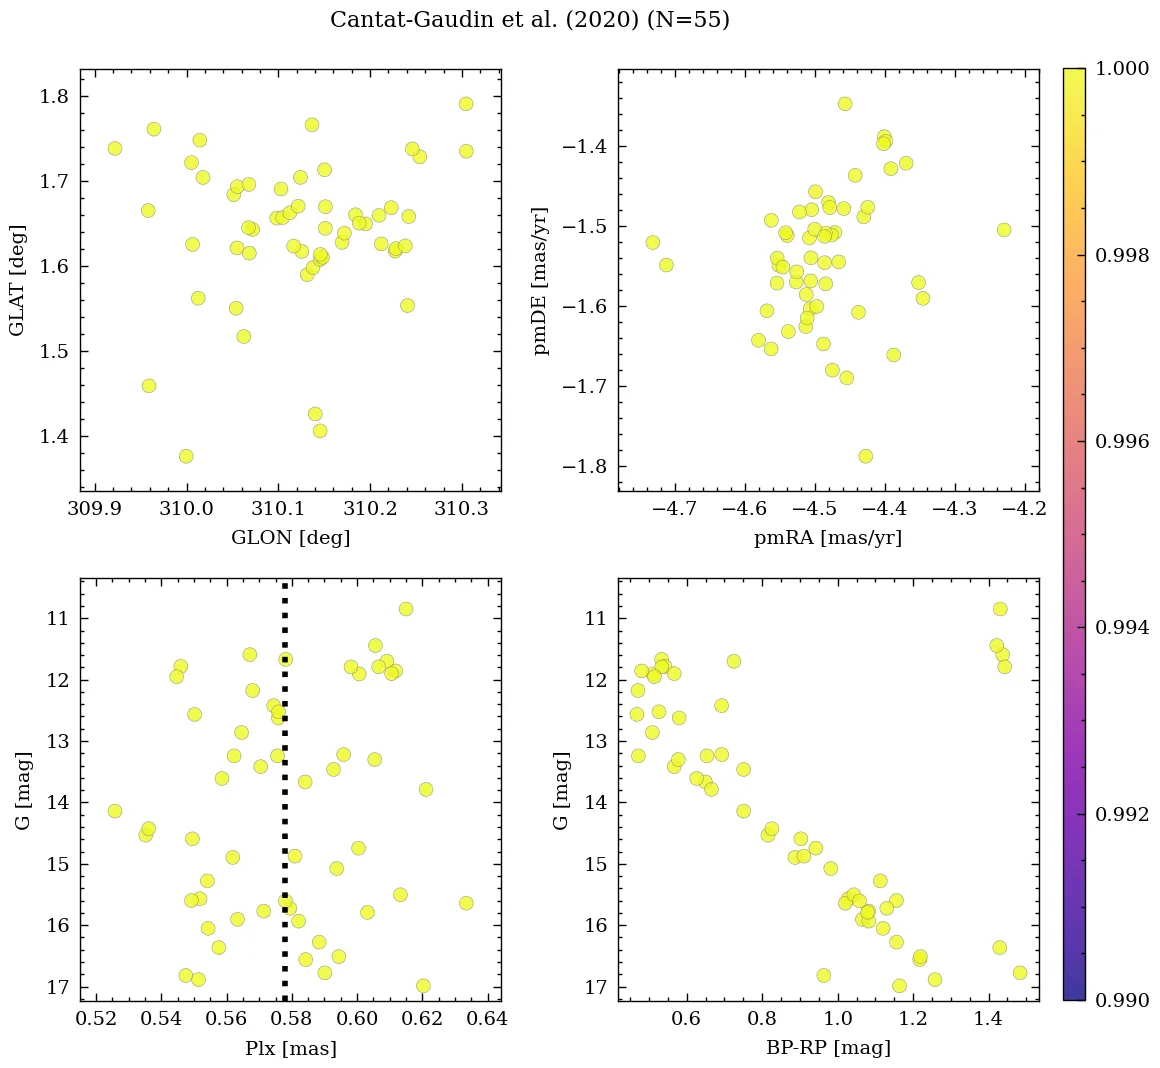 Cantat-Gaudin et al. (2020) (N=55)
1.8
1.7
1.6
1.5
1.4
GLAT [deg]
309.9 310.0 310.1 310.2 310.3
GLON [deg]
−1.4
−1.5
−1.6
−1.7
−1.8
pmDE [mas/yr]
−4.7 −4.6 −4.5 −4.4 −4.3 −4.2
pmRA [mas/yr]
11
12
13
14
15
16
17
G [mag]
0.52 0.54 0.56 0.58 0.60 0.62 0.64
Plx [mas]
11
12
13
14
15
16
17
G [mag]
0.6 0.8 1.0 1.2 1.4
BP-RP [mag]
1.000
0.998
0.996
0.994
0.992
0.990